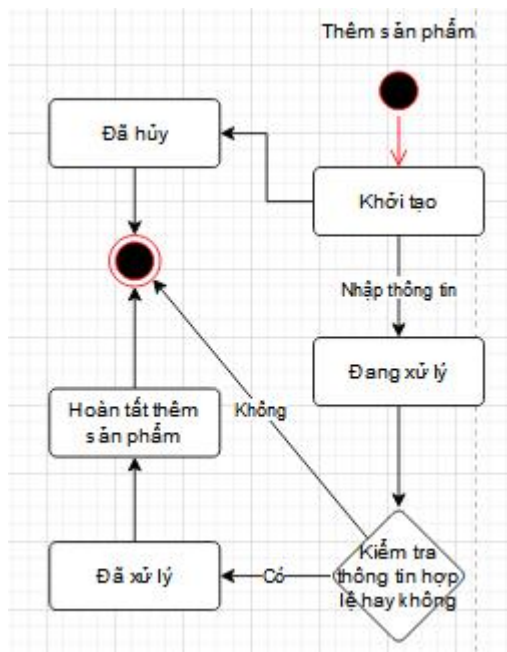 Thêm sản phẩm
Đã hủy
Khởi tạo
Nhập thông tin
Đang xử lý
Hoàn tất thêm
sản phẩm
Không
Kiểm tra
thông tin hợp
lệ hay không
Có
Đã xử lý